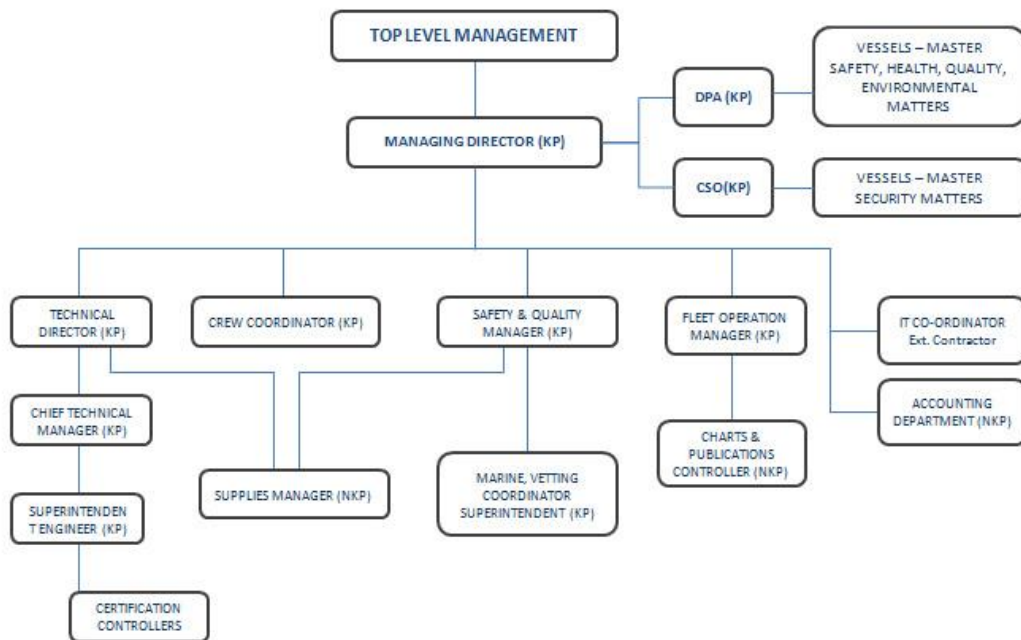 TOP LEVEL MANAGEMENT
VESSELS – MASTER
SAFETY, HEALTH, QUALITY,
ENVIRONMENTAL
MATTERS
DPA (KP)
MANAGING DIRECTOR (KP)
CSO(KP)
VESSELS – MASTER
SECURITY MATTERS
TECHNICAL
DIRECTOR (KP)
CREW COORDINATOR (KP)
SAFETY & QUALITY
MANAGER (KP)
FLEET OPERATION
MANAGER (KP)
IT CO-ORDINATOR
Ext. Contractor
CHIEF TECHNICAL
MANAGER (KP)
ACCOUNTING
DEPARTMENT (NKP)
CHARTS &
PUBLICATIONS
CONTROLLER (NKP)
SUPPLIES MANAGER (NKP)
MARINE, VETTING
COORDINATOR
SUPERINTENDENT (KP)
SUPERINTENDEN
T ENGINEER (KP)
CERTIFICATION
CONTROLLERS